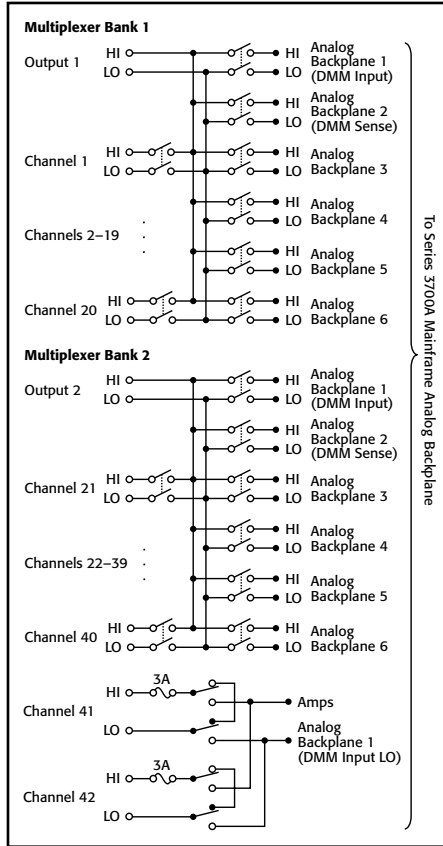 Multiplexer Bank 1
Output 1 HI HI Analog
LO LO Backplane 1
(DMM Input)
HI Analog
LO Backplane 2
(DMM Sense)
Channel 1 HI HI Analog
LO LO Backplane 3
HI Analog
LO Backplane 4
Channels 2–19
HI Analog
LO Backplane 5
Channel 20 HI HI Analog
LO LO Backplane 6
Multiplexer Bank 2
Output 2 HI HI Analog
LO LO Backplane 1
(DMM Input)
HI Analog
LO Backplane 2
(DMM Sense)
Channel 21 HI HI Analog
LO LO Backplane 3
HI Analog
LO Backplane 4
Channels 22–39
HI Analog
LO Backplane 5
Channel 40 HI HI Analog
LO LO Backplane 6
3A
HI
Channel 41 Amps
LO Analog
Backplane 1
(DMM Input LO)
3A
HI
Channel 42
LO
To Series 3700A Mainframe Analog Backplane